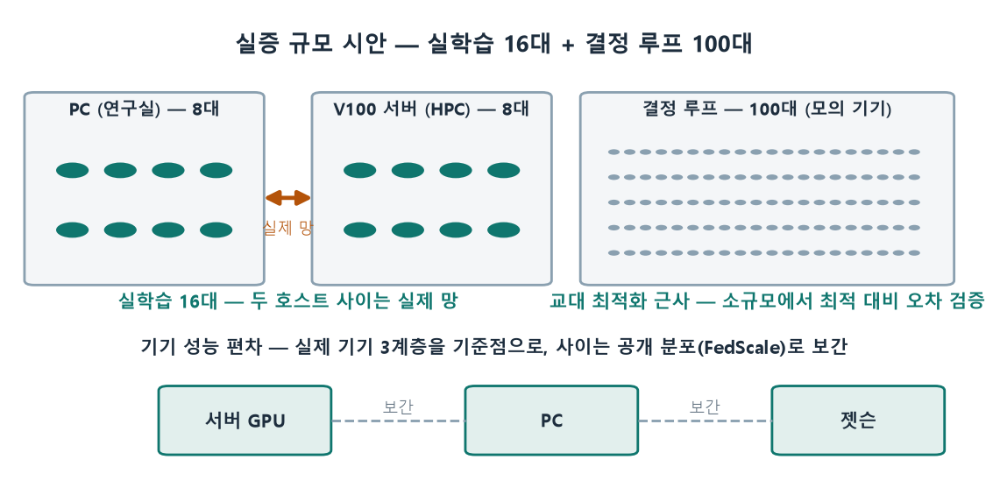 실증 규모 시안 — 실학습 16대 + 결정 루프 100대
PC (연구실) — 8대
V100 서버 (HPC) — 8대
결정 루프 — 100대 (모의 기기)
실제 망
실학습 16대 — 두 호스트 사이는 실제 망
교대 최적화 근사 — 소규모에서 최적 대비 오차 검증
기기 성능 편차 — 실제 기기 3계층을 기준점으로, 사이는 공개 분포(FedScale)로 보간
서버 GPU
보간
PC
보간
젯슨